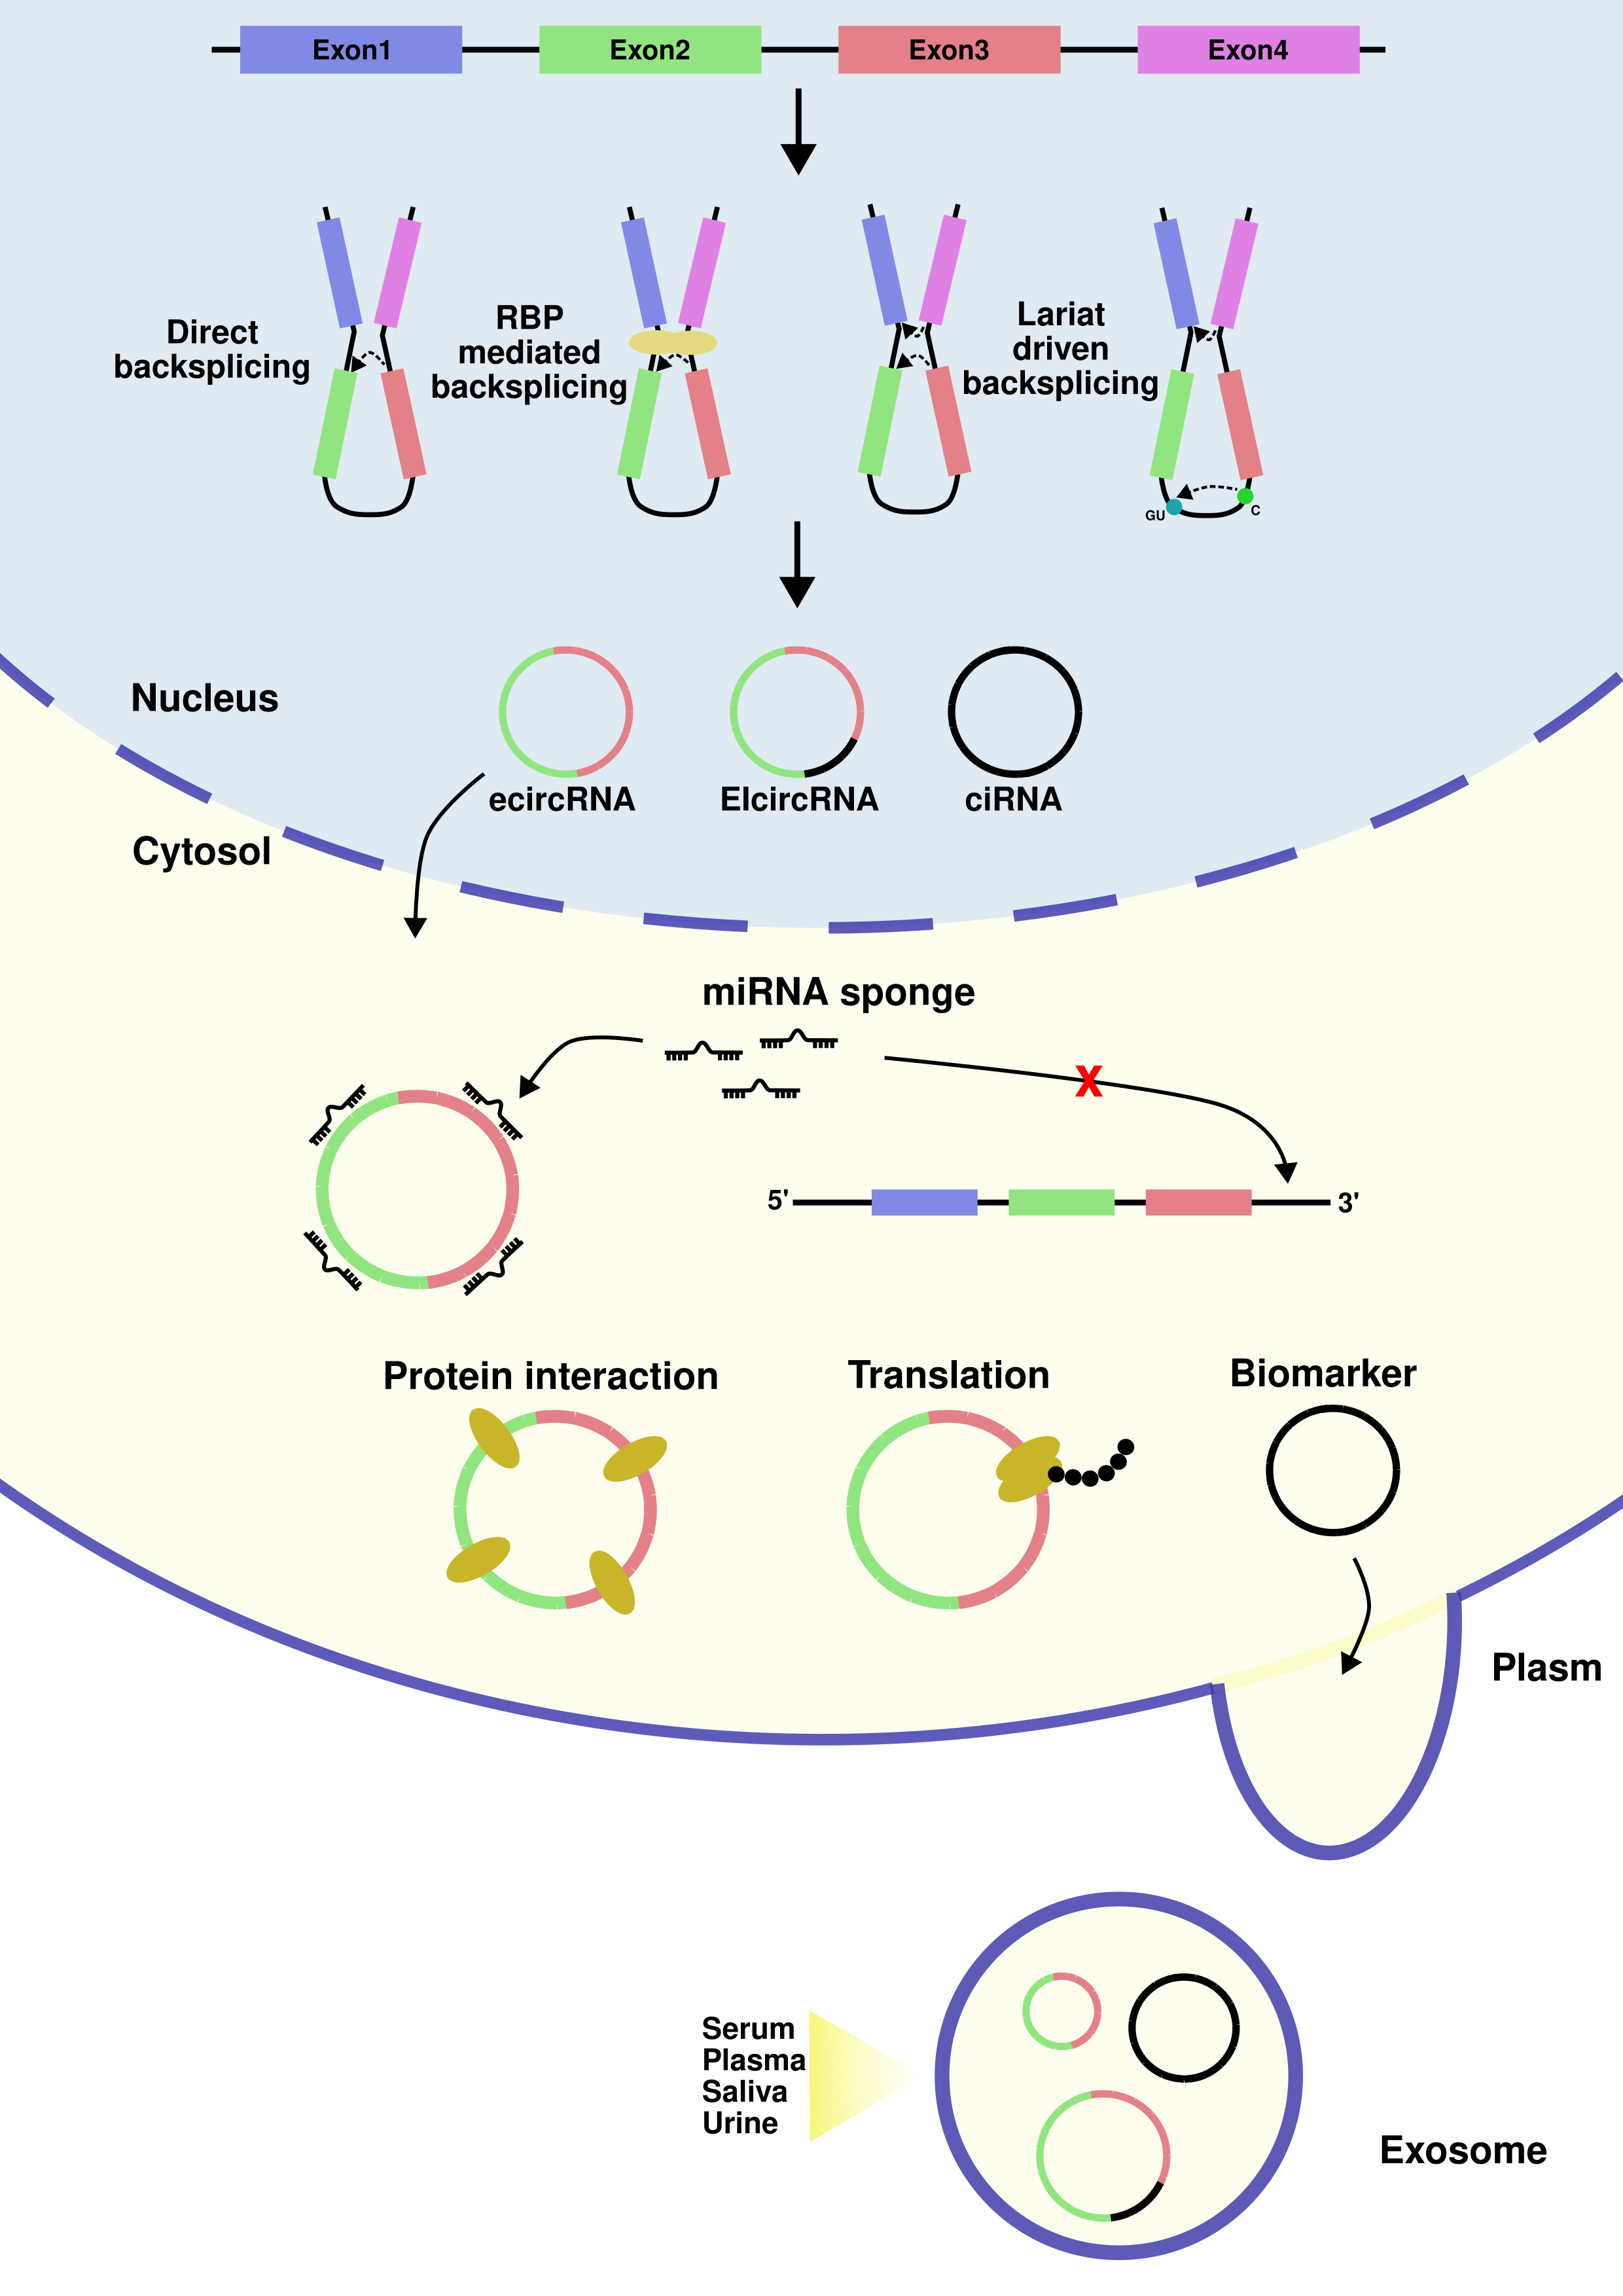 Exon1
Exon2
Exon3
Exon4
Direct
backsplicing
RBP
mediated
backsplicing
Lariat
driven
backsplicing
GU
C
Nucleus
ecircRNA
EIcircRNA
ciRNA
Cytosol
miRNA sponge
X
5'
3'
Protein interaction
Translation
Biomarker
Plasm
Serum
Plasma
Saliva
Urine
Exosome